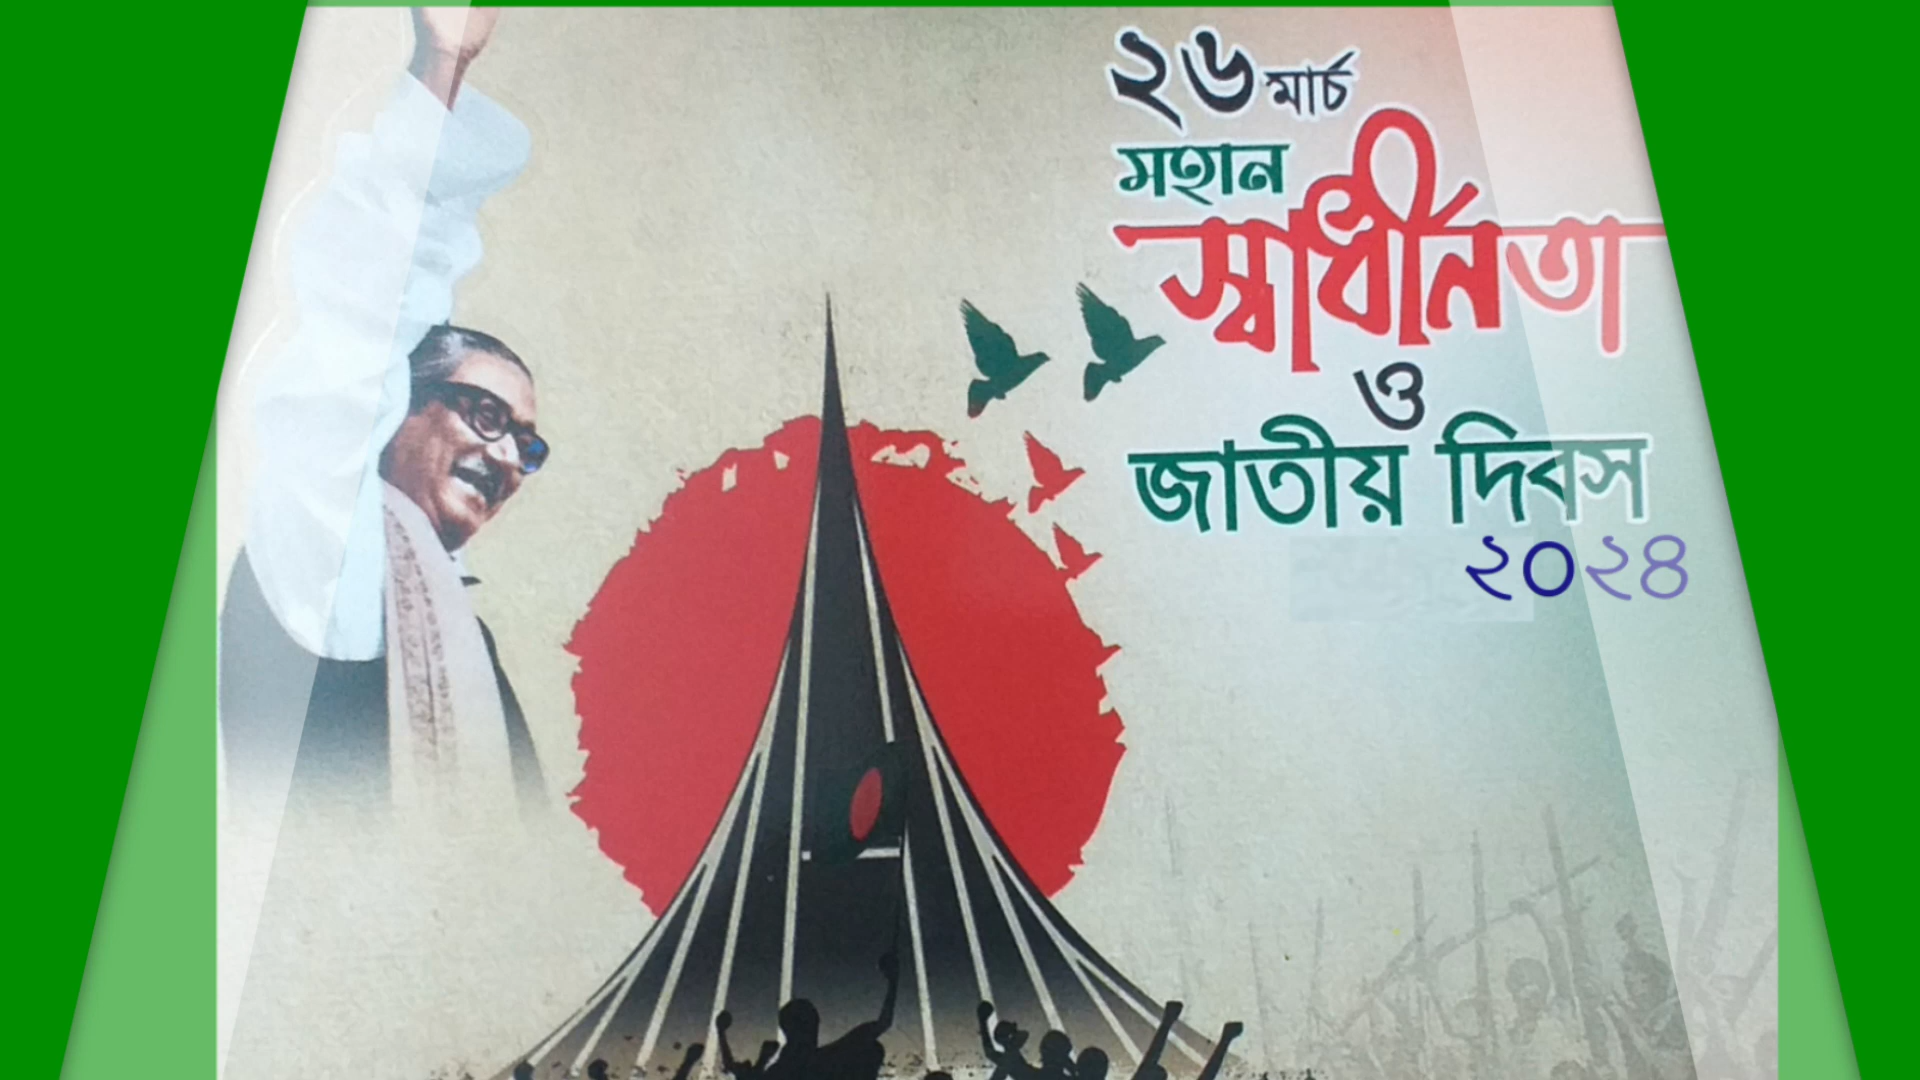 ২৬ মার্চ
মহান
স্বাধীনতা
ও
জাতীয় দিবস
২০২৪